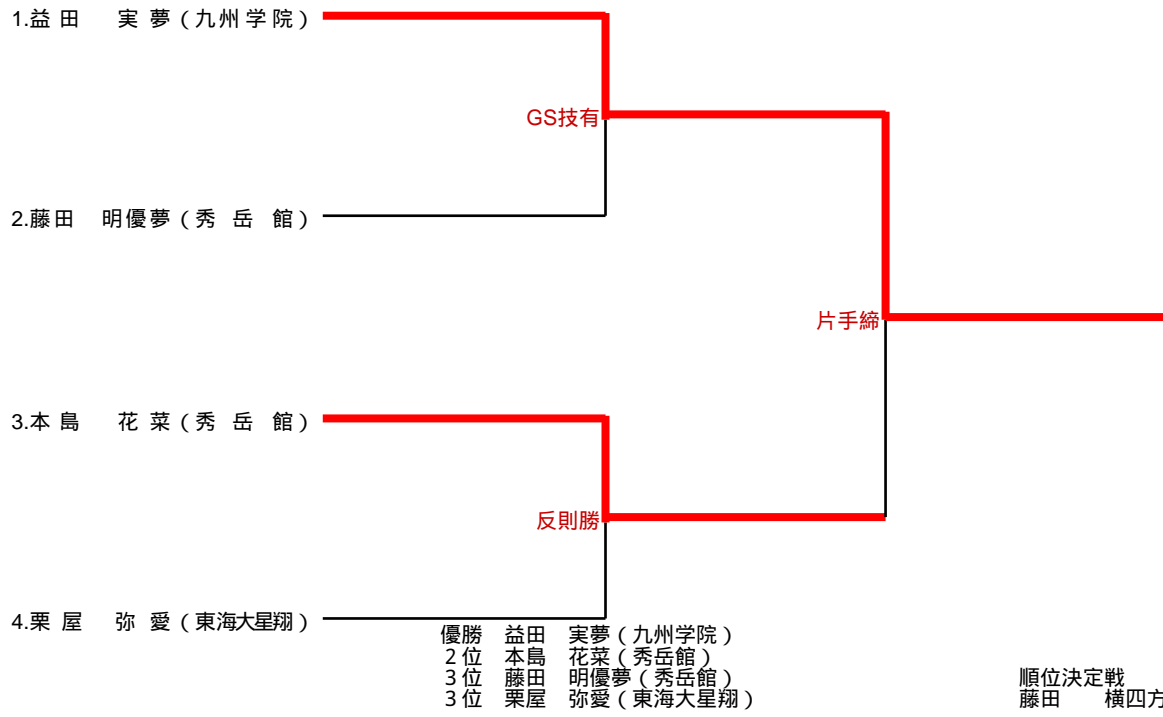 1.益田 実夢（九州学院）
GS技有
2.藤田 明優夢（秀岳館）
片手締
3.本島 花菜（秀岳館）
反則勝
4.栗屋 弥愛（東海大星翔）
優勝 益田 実夢（九州学院）
2位 本島 花菜（秀岳館）
3位 藤田 明優夢（秀岳館）
3位 栗屋 弥愛（東海大星翔）
順位決定戦
藤田 横四方